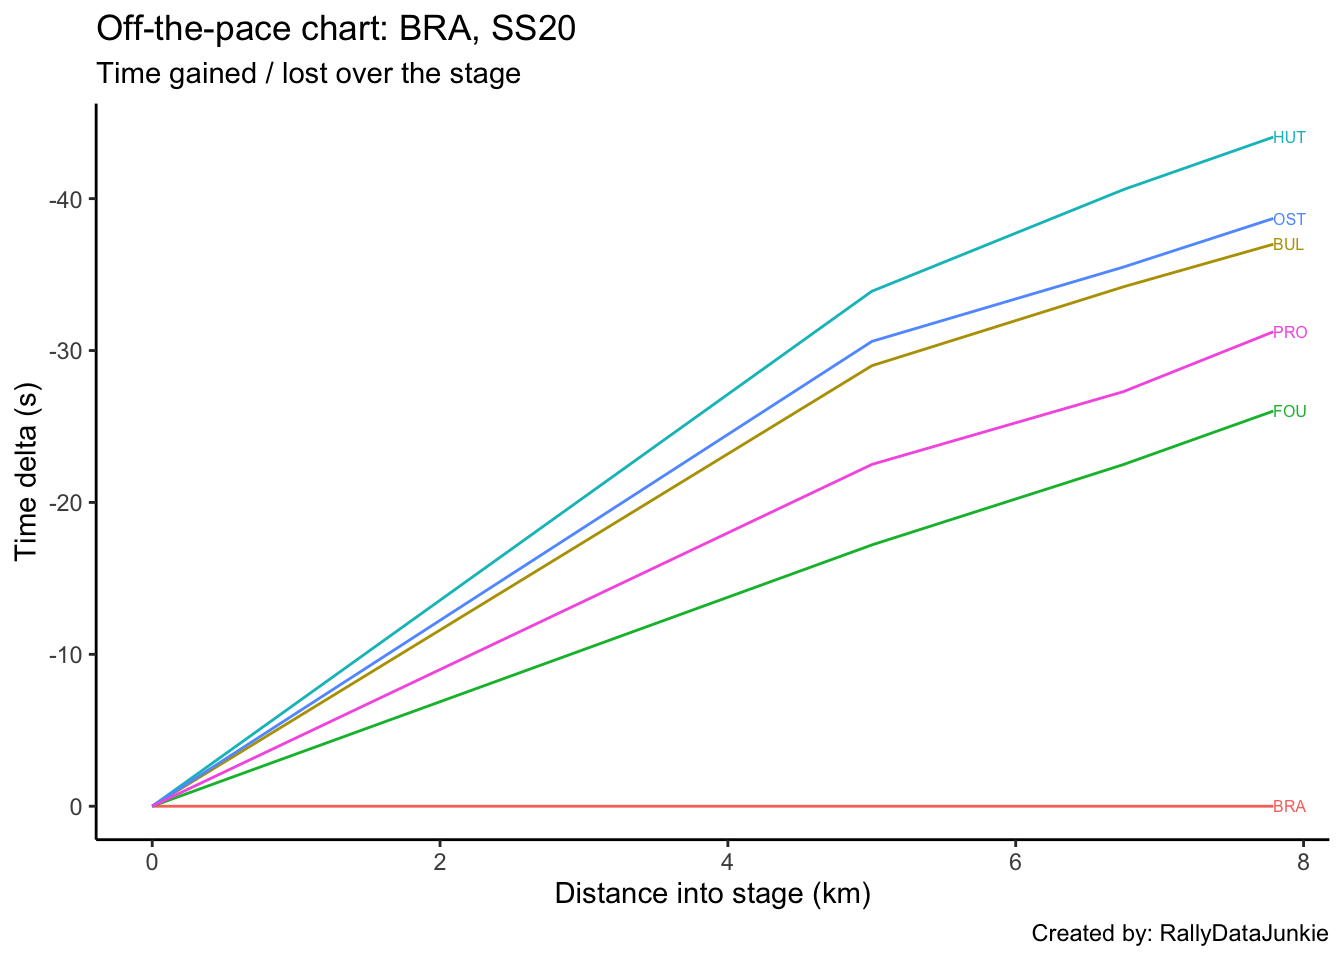 Off-the-pace chart: BRA, SS20
Time gained / lost over the stage
HUT
-40
OST
BUL
-30
PRO
FOU
-20
-10
0
BRA
Time delta (s)
0 2 4 6 8
Distance into stage (km)
Created by: RallyDataJunkie